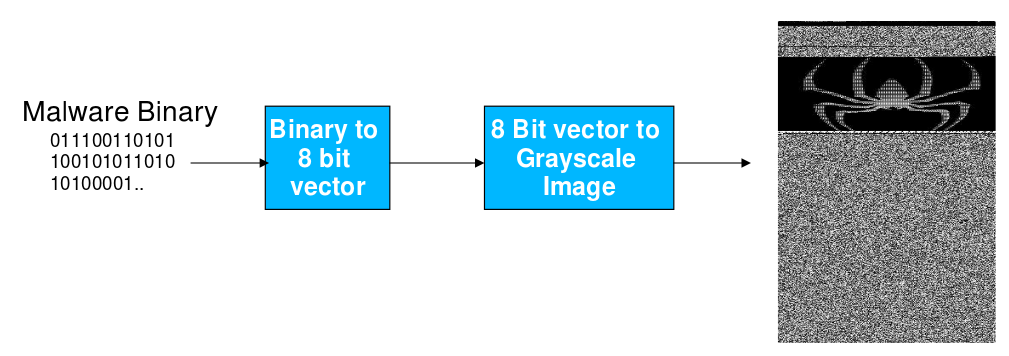 Malware Binary
011100110101
100101011010
10100001..
Binary to
8 bit
vector
8 Bit vector to
Grayscale
Image